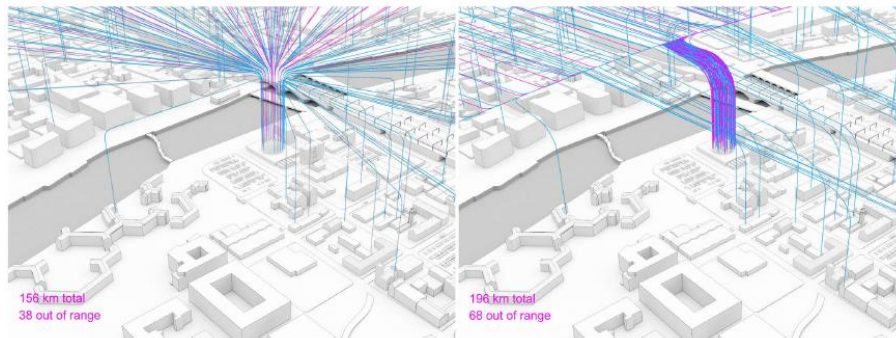 156 km total
38 out of range
196 km total
68 out of range